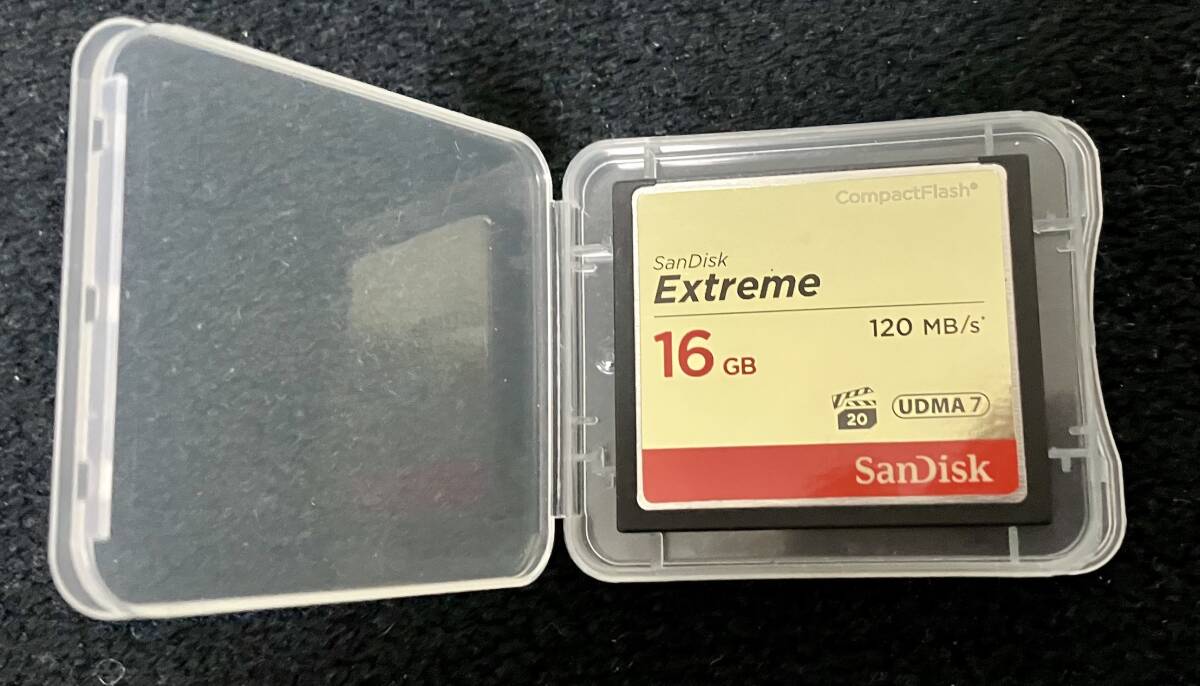 CompactFlash®
SanDisk
Extreme
120 MB/s*
16 GB
20
UDMA 7
SanDisk